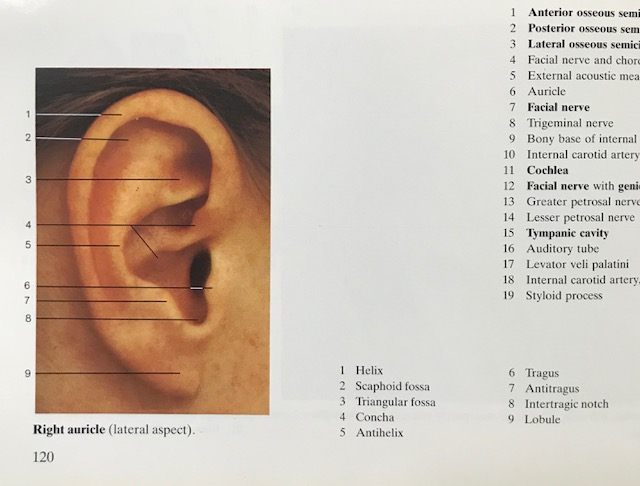 1 Anterior osseous semi
2 Posterior osseous sem
3 Lateral osseous semici
4 Facial nerve and chord
5 External acoustic mea
6 Auricle
7 Facial nerve
8 Trigeminal nerve
9 Bony base of internal
10 Internal carotid artery
11 Cochlea
12 Facial nerve with geni
13 Greater petrosal nerve
14 Lesser petrosal nerve
15 Tympanic cavity
16 Auditory tube
17 Levator veli palatini
18 Internal carotid artery,
19 Styloid process
1
2
3
4
5
6
7
8
9
Right auricle (lateral aspect).
1 Helix
2 Scaphoid fossa
3 Triangular fossa
4 Concha
5 Antihelix
6 Tragus
7 Antitragus
8 Intertragic notch
9 Lobule
120